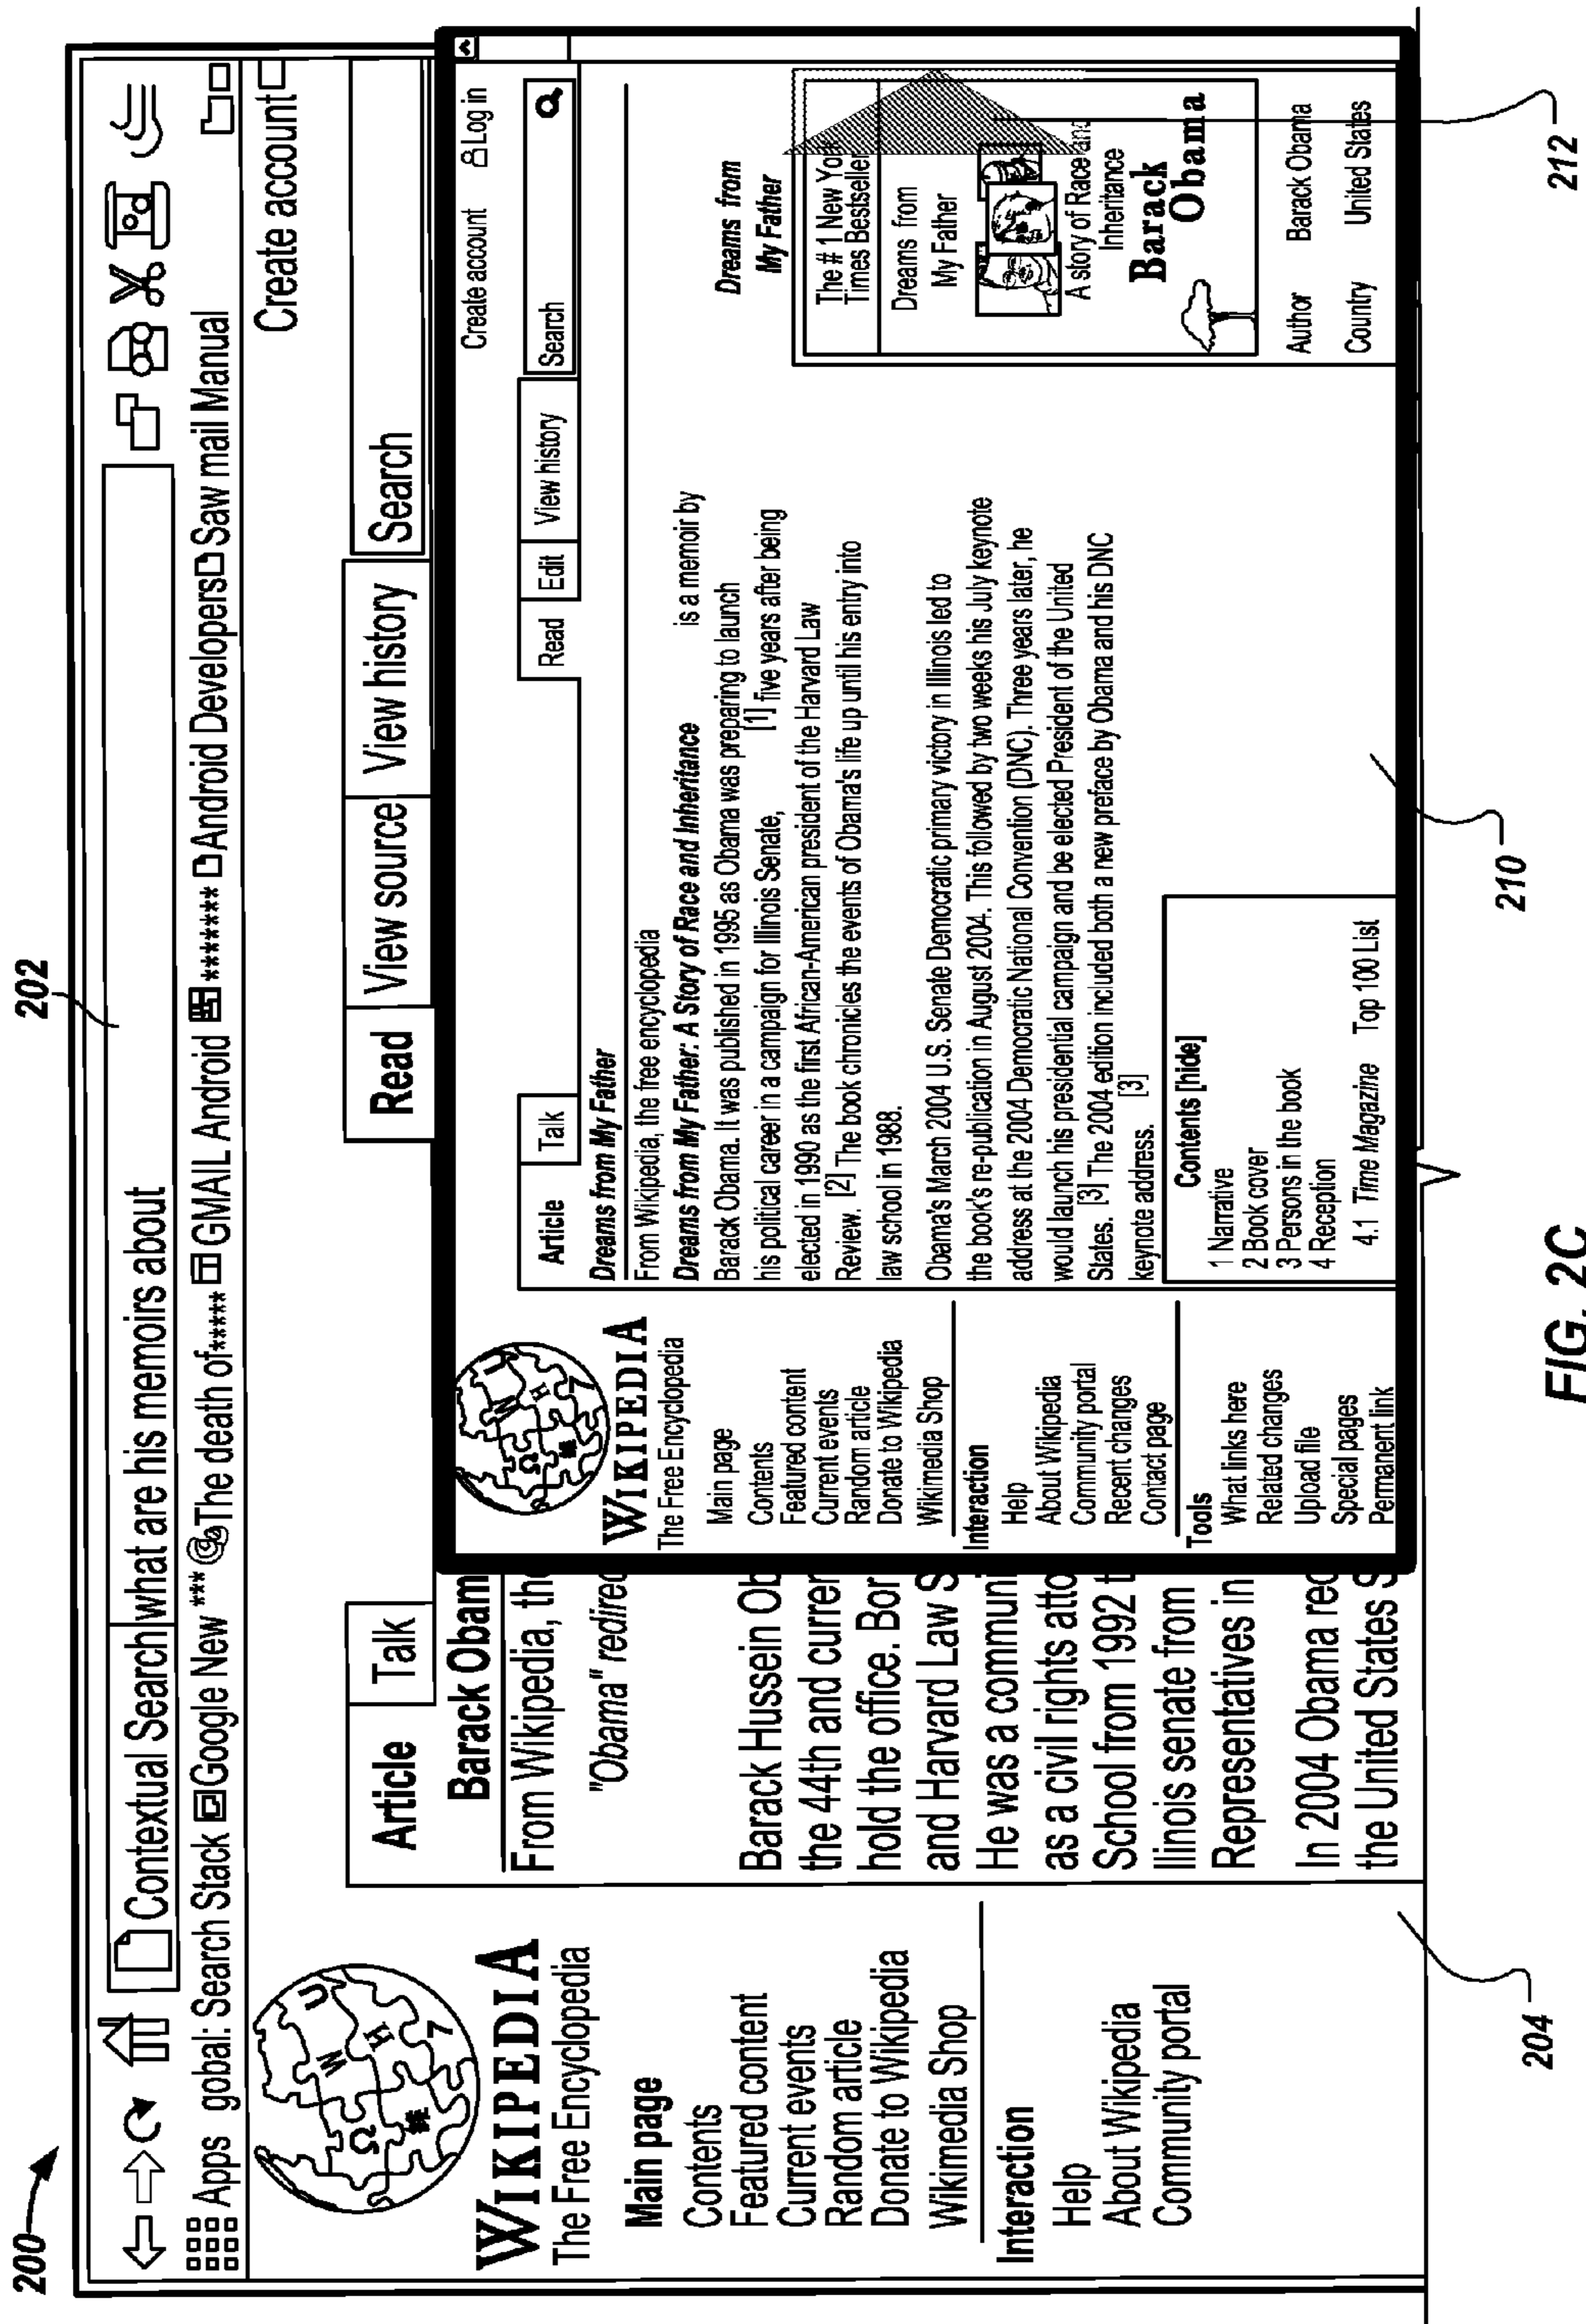 200
202
Contextual Search what are his memoirs about
Apps gobal: Search Stack Google New *** The death of***** GMAIL Android ******* Android Developers Saw mail Manual
Create account
WIKIPEDIA
The Free Encyclopedia
Main page
Contents
Featured content
Current events
Random article
Donate to Wikipedia
Wikimedia Shop
Interaction
Help
About Wikipedia
Community portal
Article Talk Read View source View history Search
Barack Obam
From Wikipedia, the
"Obama" redirec
Barack Hussein Ob
the 44th and curren
hold the office. Bor
and Harvard Law S
He was a communi
as a civil rights atto
School from 1992 t
Illinois senate from
Representatives in
In 2004 Obama rec
the United States S
Create account Log in
WIKIPEDIA
The Free Encyclopedia
Main page
Contents
Featured content
Current events
Random article
Donate to Wikipedia
Wikimedia Shop
Interaction
Help
About Wikipedia
Community portal
Recent changes
Contact page
Tools
What links here
Related changes
Upload file
Special pages
Permanent link
Article Talk Read Edit View history Search
Dreams from My Father
From Wikipedia, the free encyclopedia
Dreams from My Father: A Story of Race and Inheritance is a memoir by
Barack Obama. It was published in 1995 as Obama was preparing to launch
his political career in a campaign for Illinois Senate, [1] five years after being
elected in 1990 as the first African-American president of the Harvard Law
Review. [2] The book chronicles the events of Obama's life up until his entry into
law school in 1988.
Obama's March 2004 U.S. Senate Democratic primary victory in Illinois led to
the book's re-publication in August 2004. This followed by two weeks his July keynote
address at the 2004 Democratic National Convention (DNC). Three years later, he
would launch his presidential campaign and be elected President of the United
States. [3] The 2004 edition included both a new preface by Obama and his DNC
keynote address. [3]
Contents [hide]
1 Narrative
2 Book cover
3 Persons in the book
4 Reception
4.1 Time Magazine Top 100 List
Dreams from
My Father
The # 1 New York
Times Bestseller
Dreams from
My Father
A story of Race and
Inheritance
Barack
Obama
Author Barack Obama
Country United States
204
210
212
FIG. 2C